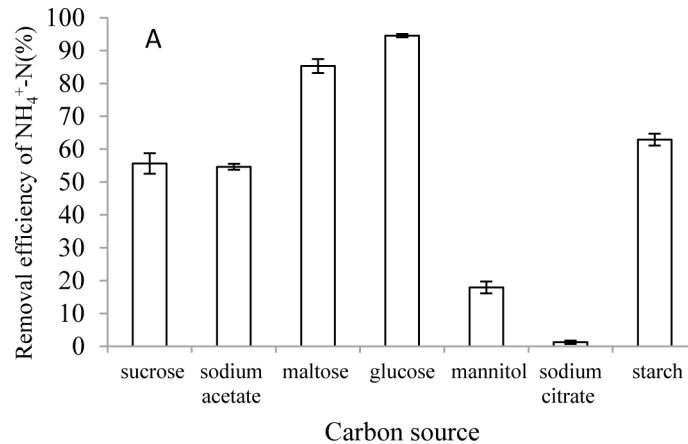 A
Removal efficiency of NH₄⁺-N(%)
100
90
80
70
60
50
40
30
20
10
0
sucrose
sodium
acetate
maltose
glucose
mannitol
sodium
citrate
starch
Carbon source